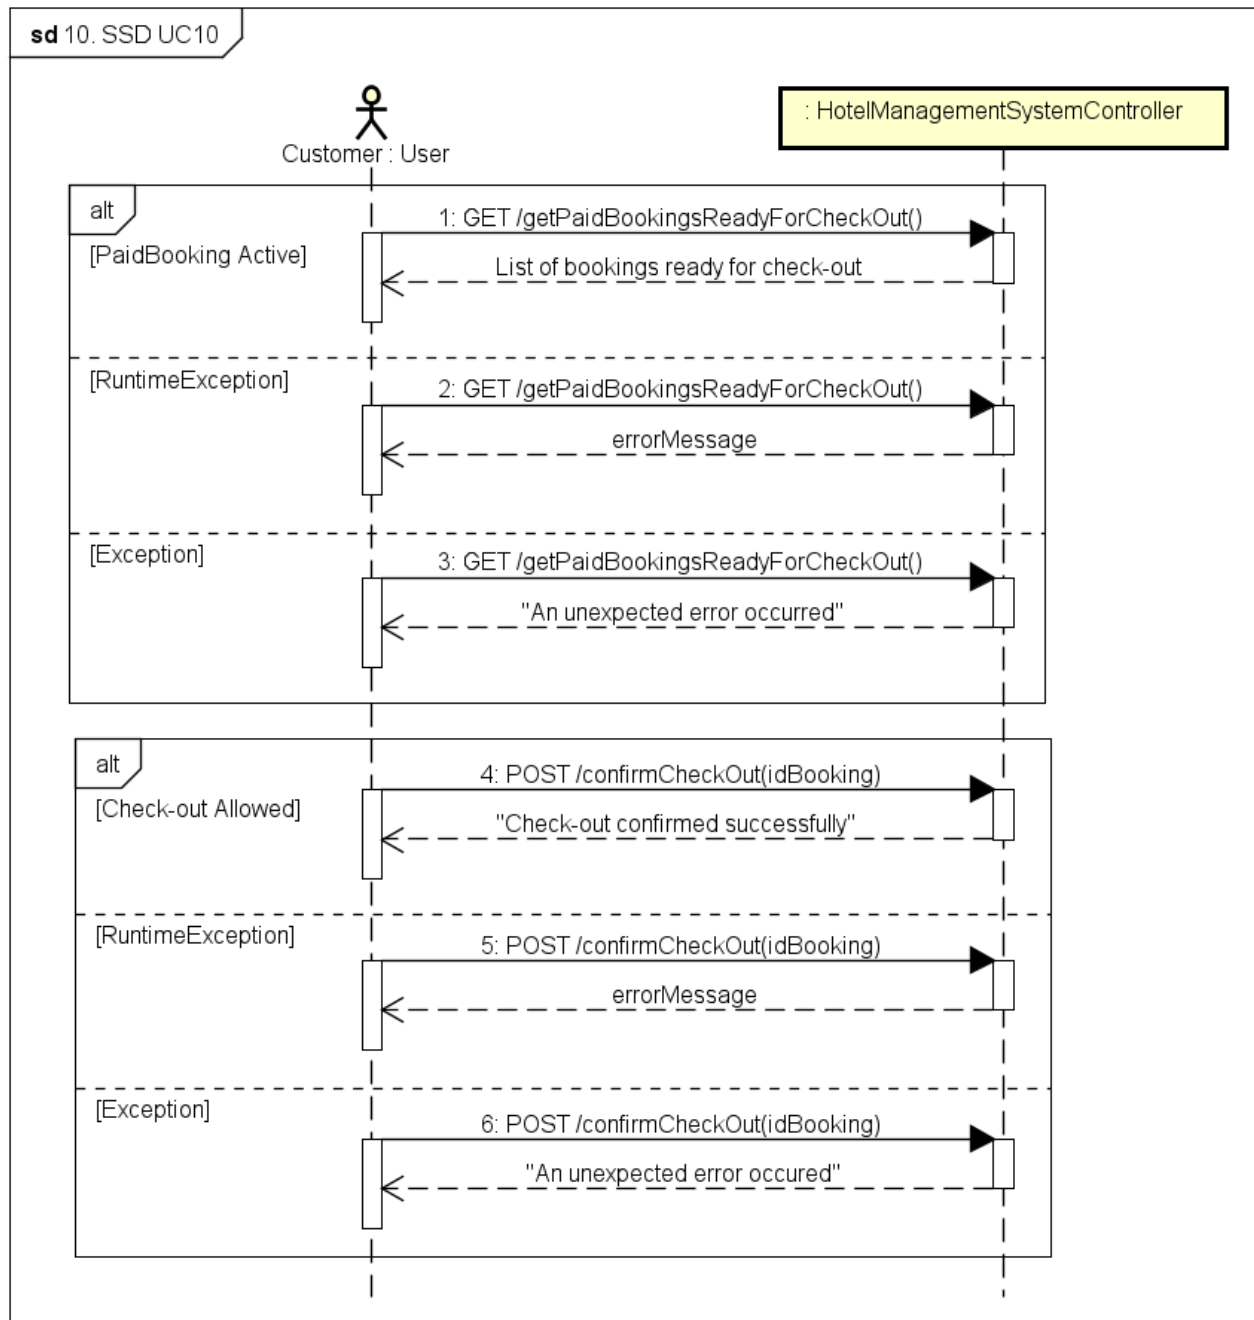 sd 10. SSD UC10
Customer : User
: HotelManagementSystemController
alt
[PaidBooking Active]
1: GET /getPaidBookingsReadyForCheckOut()
List of bookings ready for check-out
[RuntimeException]
2: GET /getPaidBookingsReadyForCheckOut()
errorMessage
[Exception]
3: GET /getPaidBookingsReadyForCheckOut()
"An unexpected error occurred"
alt
[Check-out Allowed]
4: POST /confirmCheckOut(idBooking)
"Check-out confirmed successfully"
[RuntimeException]
5: POST /confirmCheckOut(idBooking)
errorMessage
[Exception]
6: POST /confirmCheckOut(idBooking)
"An unexpected error occured"